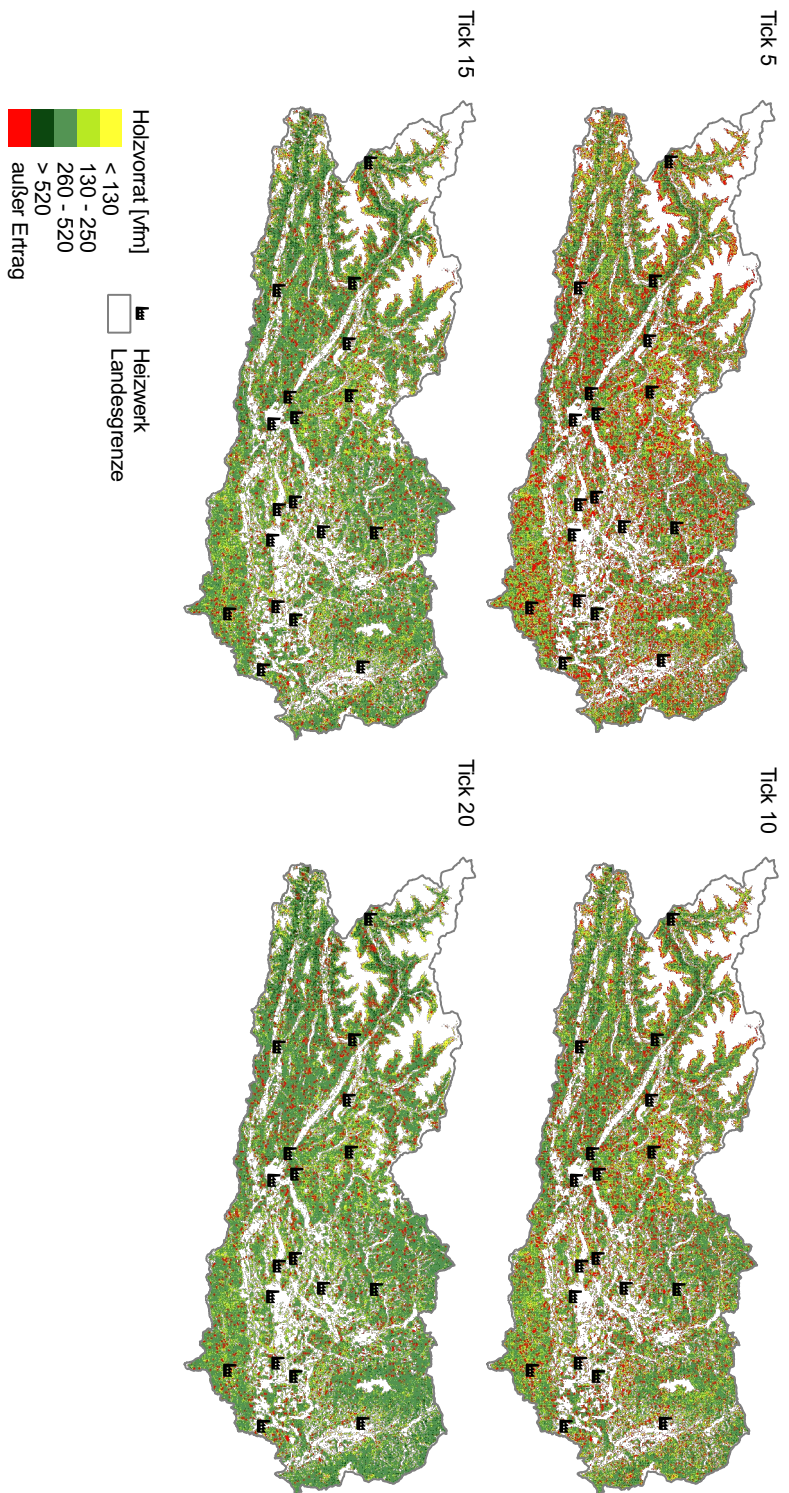 Tick 5
Tick 10
Tick 15
Tick 20
Holzvorrat [vfm]
< 130
130 - 250
260 - 520
> 520
außer Ertrag
Heizwerk
Landesgrenze